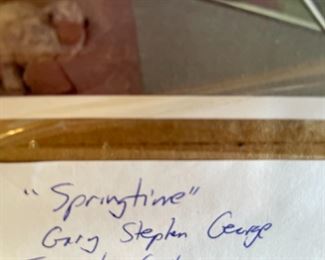 "Springtime"
Gary Stephen George